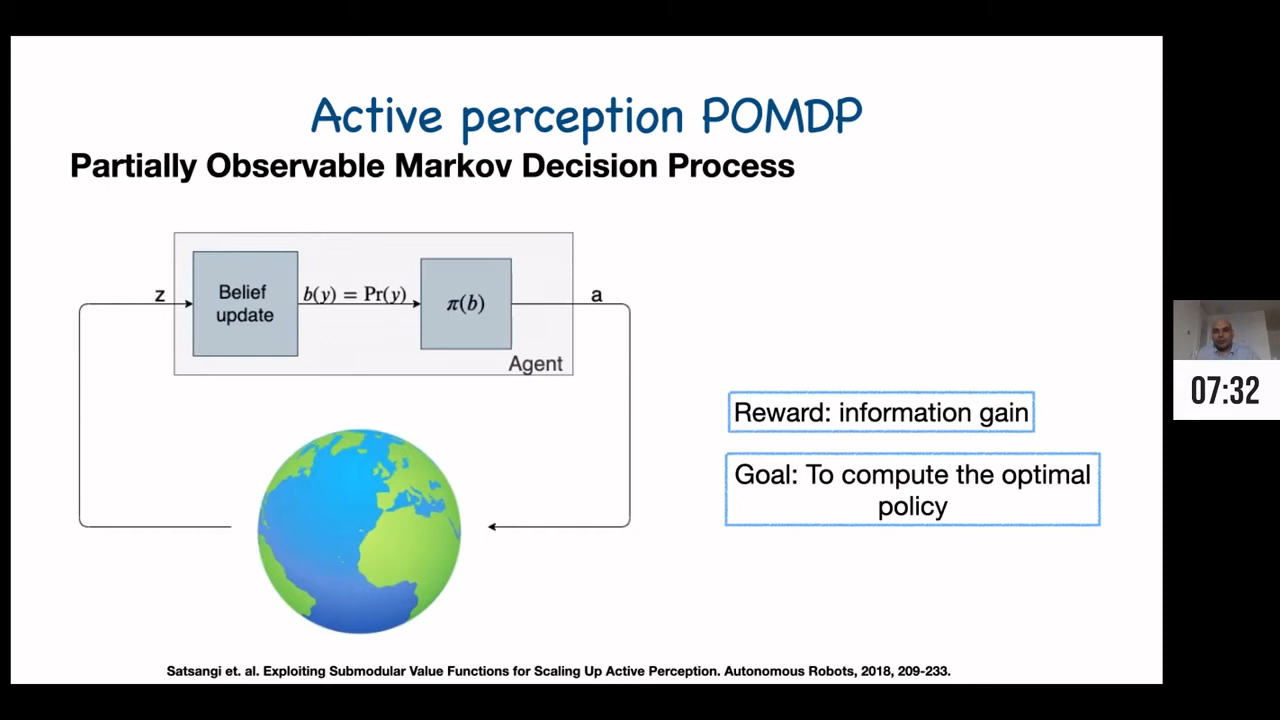 Active perception POMDP
Partially Observable Markov Decision Process
z
Belief
update
b(y) = Pr(y)
π(b)
a
Agent
Reward: information gain
07:32
Goal: To compute the optimal
policy
Satsangi et. al. Exploiting Submodular Value Functions for Scaling Up Active Perception. Autonomous Robots, 2018, 209-233.